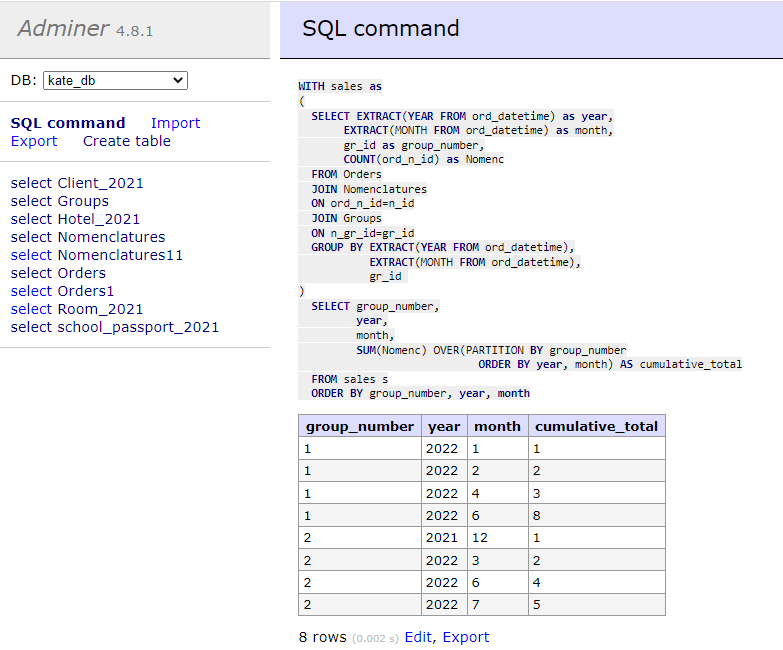 Adminer 4.8.1
DB: kate_db
SQL command Import
Export Create table
select Client_2021
select Groups
select Hotel_2021
select Nomenclatures
select Nomenclatures11
select Orders
select Orders1
select Room_2021
select school_passport_2021
SQL command
WITH sales as
(
SELECT EXTRACT(YEAR FROM ord_datetime) as year,
EXTRACT(MONTH FROM ord_datetime) as month,
gr_id as group_number,
COUNT(ord_n_id) as Nomenc
FROM Orders
JOIN Nomenclatures
ON ord_n_id=n_id
JOIN Groups
ON n_gr_id=gr_id
GROUP BY EXTRACT(YEAR FROM ord_datetime),
EXTRACT(MONTH FROM ord_datetime),
gr_id
)
SELECT group_number,
year,
month,
SUM(Nomenc) OVER(PARTITION BY group_number
ORDER BY year, month) AS cumulative_total
FROM sales s
ORDER BY group_number, year, month
group_number year month cumulative_total
1 2022 1 1
1 2022 2 2
1 2022 4 3
1 2022 6 8
2 2021 12 1
2 2022 3 2
2 2022 6 4
2 2022 7 5
8 rows (0.002 s) Edit, Export